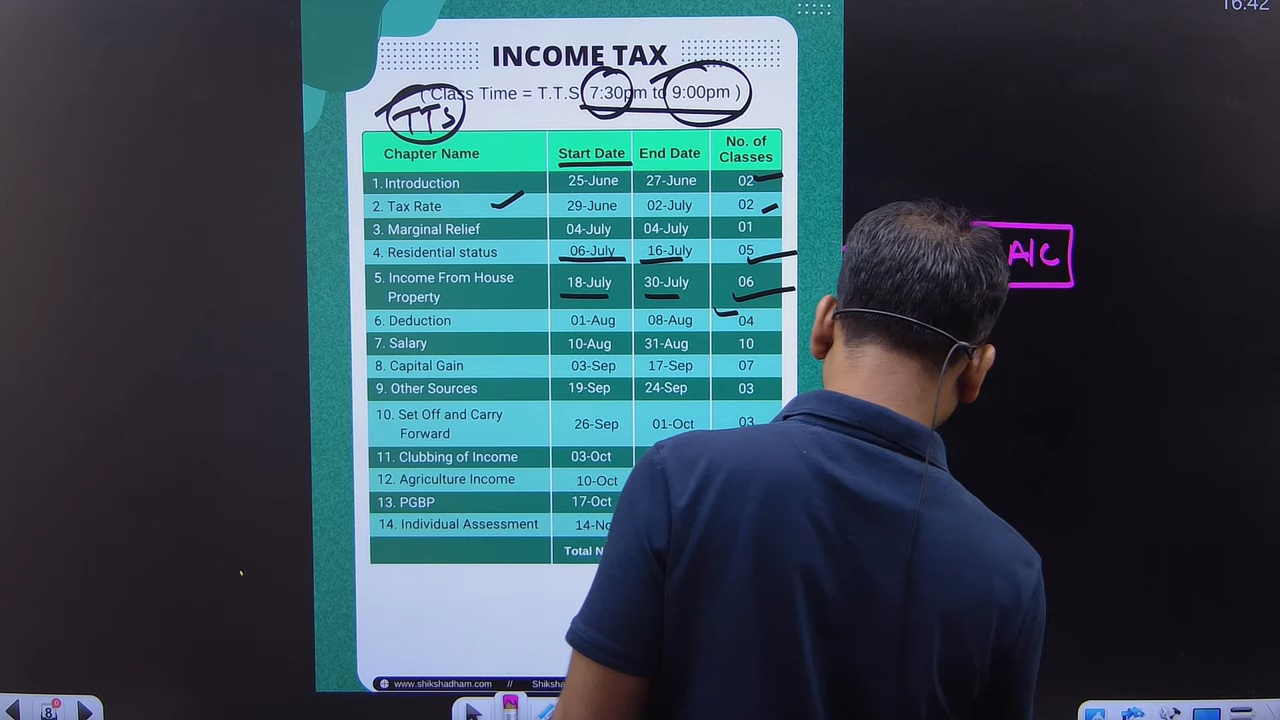 16:42
INCOME TAX
( Class Time = T.T.S 7:30pm to 9:00pm )
TTS
Chapter Name Start Date End Date No. of Classes
1. Introduction 25-June 27-June 02
2. Tax Rate 29-June 02-July 02
3. Marginal Relief 04-July 04-July 01
4. Residential status 06-July 16-July 05
5. Income From House Property 18-July 30-July 06
6. Deduction 01-Aug 08-Aug 04
7. Salary 10-Aug 31-Aug 10
8. Capital Gain 03-Sep 17-Sep 07
9. Other Sources 19-Sep 24-Sep 03
10. Set Off and Carry Forward 26-Sep 01-Oct 03
11. Clubbing of Income 03-Oct
12. Agriculture Income 10-Oct
13. PGBP 17-Oct
14. Individual Assessment 14-No
Total N
A/C
www.shikshadham.com // Shiksha
8